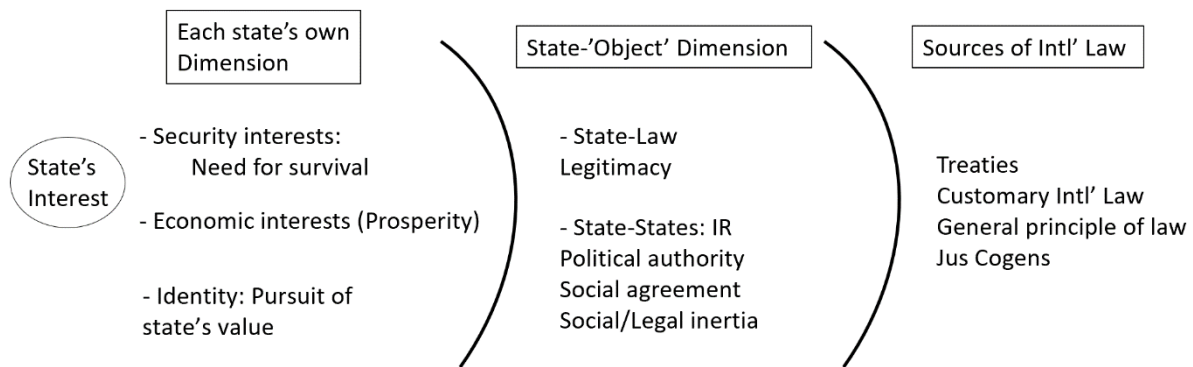 Each state’s own
Dimension
State-’Object’ Dimension
Sources of Intl’ Law
State’s
Interest
- Security interests:
Need for survival
- Economic interests (Prosperity)
- Identity: Pursuit of
state’s value
- State-Law
Legitimacy
- State-States: IR
Political authority
Social agreement
Social/Legal inertia
Treaties
Customary Intl’ Law
General principle of law
Jus Cogens